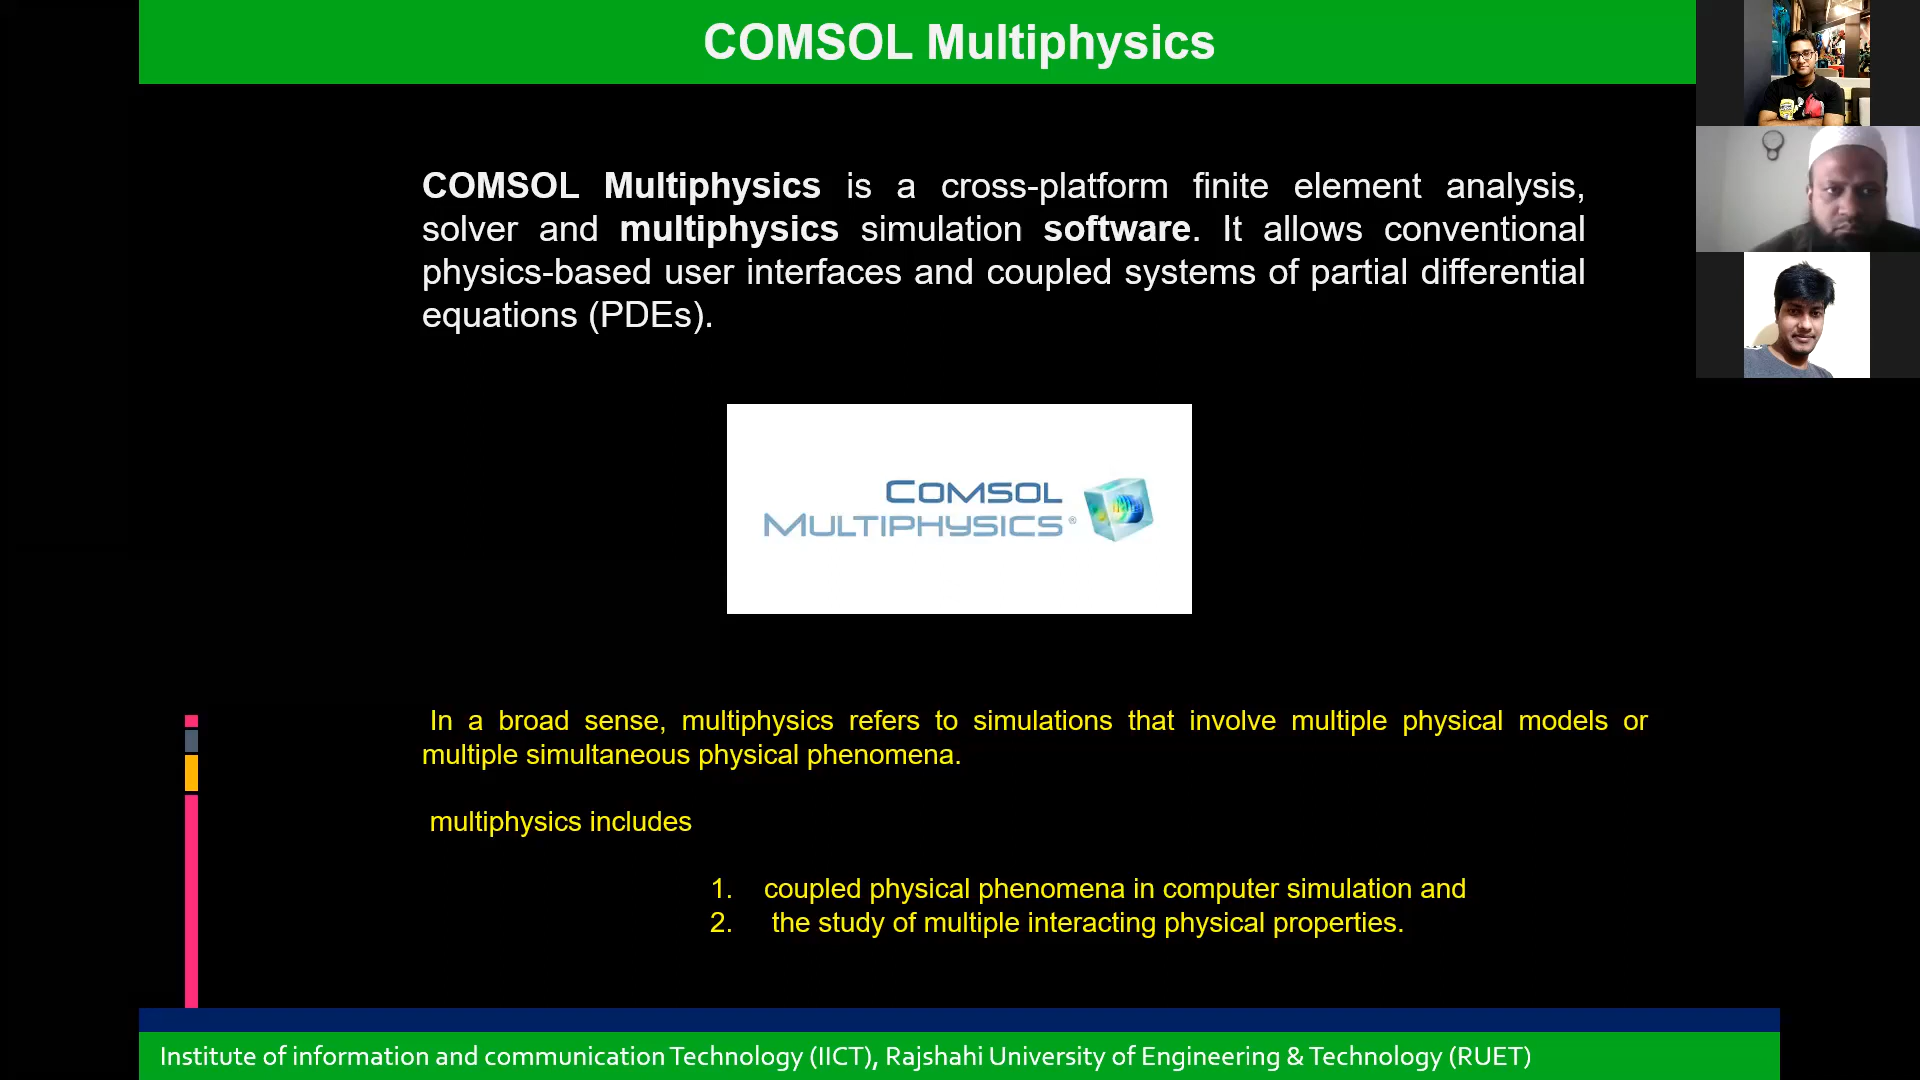 COMSOL Multiphysics
COMSOL Multiphysics is a cross-platform finite element analysis,
solver and multiphysics simulation software. It allows conventional
physics-based user interfaces and coupled systems of partial differential
equations (PDEs).
COMSOL
MULTIPHYSICS®
In a broad sense, multiphysics refers to simulations that involve multiple physical models or
multiple simultaneous physical phenomena.
multiphysics includes
1. coupled physical phenomena in computer simulation and
2. the study of multiple interacting physical properties.
Institute of information and communication Technology (IICT), Rajshahi University of Engineering & Technology (RUET)